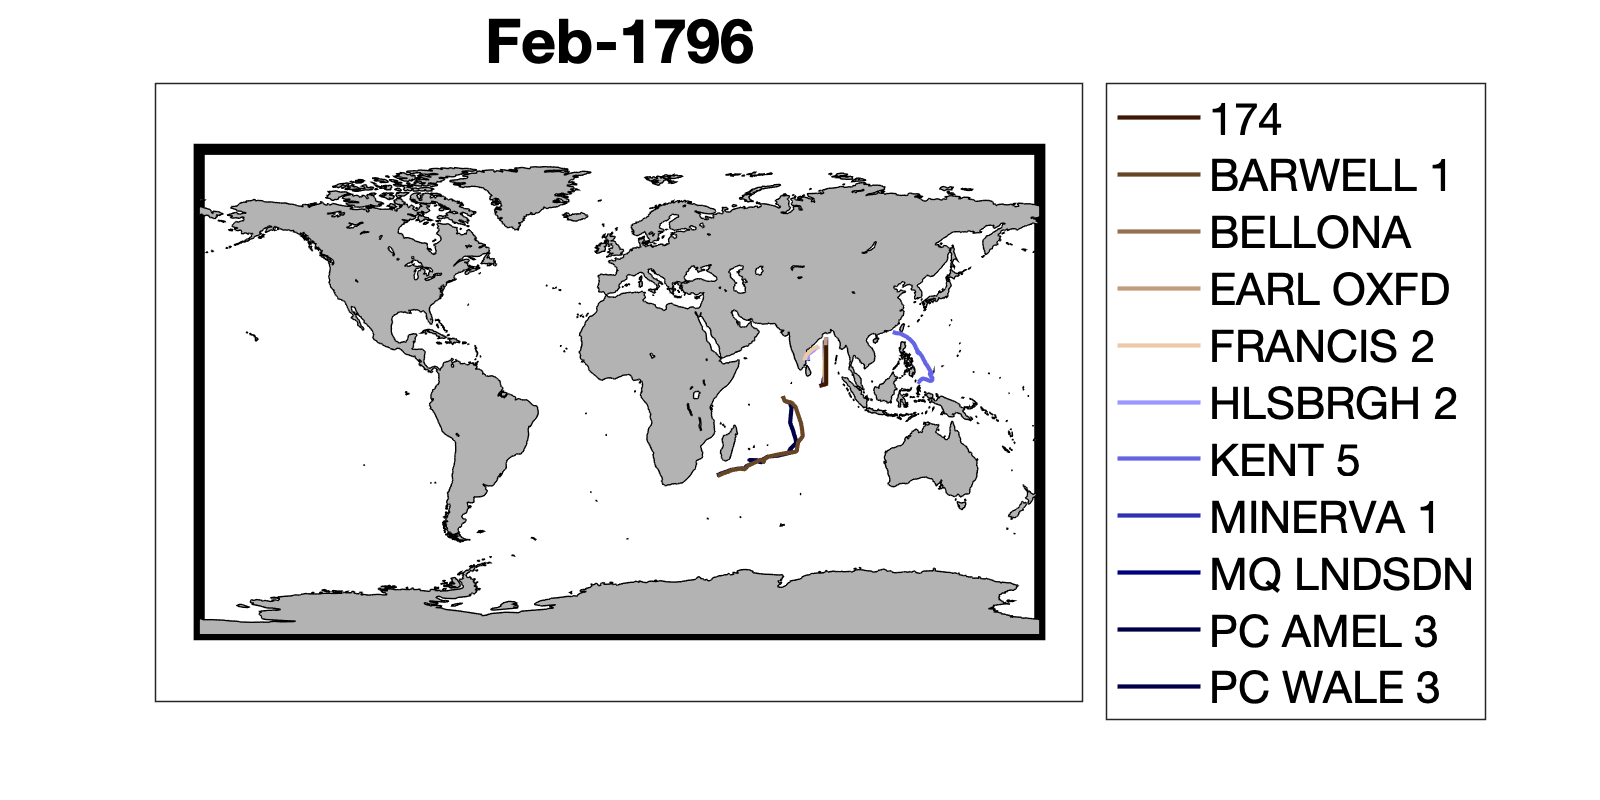 Feb-1796
174
BARWELL 1
BELLONA
EARL OXFD
FRANCIS 2
HLSBRGH 2
KENT 5
MINERVA 1
MQ LNDSDN
PC AMEL 3
PC WALE 3